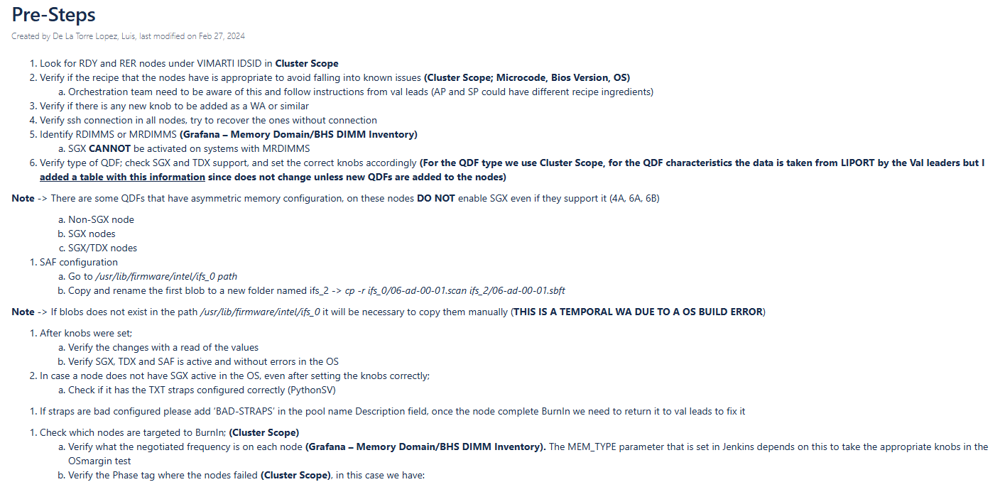 Pre-Steps
Created by De La Torre Lopez, Luis, last modified on Feb 27, 2024
1. Look for RDY and RER nodes under VIMARTI IDSID in Cluster Scope
2. Verify if the recipe that the nodes have is appropriate to avoid falling into known issues (Cluster Scope; Microcode, Bios Version, OS)
a. Orchestration team need to be aware of this and follow instructions from val leads (AP and SP could have different recipe ingredients)
3. Verify if there is any new knob to be added as a WA or similar
4. Verify ssh connection in all nodes, try to recover the ones without connection
5. Identify RDIMMS or MRDIMMS (Grafana – Memory Domain/BHS DIMM Inventory)
a. SGX CANNOT be activated on systems with MRDIMMS
6. Verify type of QDF; check SGX and TDX support, and set the correct knobs accordingly (For the QDF type we use Cluster Scope, for the QDF characteristics the data is taken from LIPORT by the Val leaders but I
added a table with this information since does not change unless new QDFs are added to the nodes)
Note -> There are some QDFs that have asymmetric memory configuration, on these nodes DO NOT enable SGX even if they support it (4A, 6A, 6B)
a. Non-SGX node
b. SGX nodes
c. SGX/TDX nodes
1. SAF configuration
a. Go to /usr/lib/firmware/intel/ifs_0 path
b. Copy and rename the first blob to a new folder named ifs_2 -> cp -r ifs_0/06-ad-00-01.scan ifs_2/06-ad-00-01.sbft
Note -> If blobs does not exist in the path /usr/lib/firmware/intel/ifs_0 it will be necessary to copy them manually (THIS IS A TEMPORAL WA DUE TO A OS BUILD ERROR)
1. After knobs were set;
a. Verify the changes with a read of the values
b. Verify SGX, TDX and SAF is active and without errors in the OS
2. In case a node does not have SGX active in the OS, even after setting the knobs correctly;
a. Check if it has the TXT straps configured correctly (PythonSV)
1. If straps are bad configured please add ‘BAD-STRAPS’ in the pool name Description field, once the node complete BurnIn we need to return it to val leads to fix it
1. Check which nodes are targeted to BurnIn; (Cluster Scope)
a. Verify what the negotiated frequency is on each node (Grafana – Memory Domain/BHS DIMM Inventory). The MEM_TYPE parameter that is set in Jenkins depends on this to take the appropriate knobs in the
OSmargin test
b. Verify the Phase tag where the nodes failed (Cluster Scope), in this case we have: